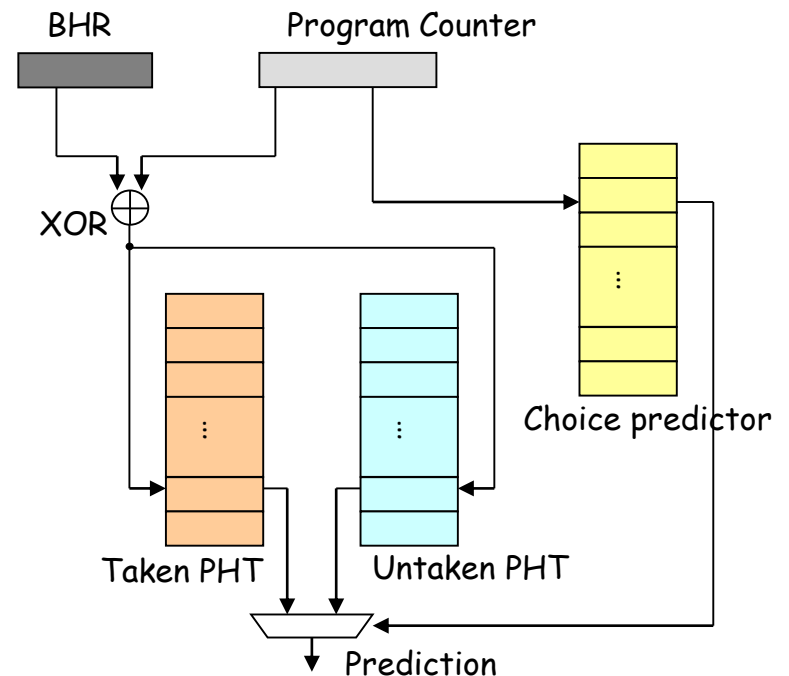 BHR
Program Counter
XOR
...
...
...
Choice predictor
Taken PHT
Untaken PHT
Prediction